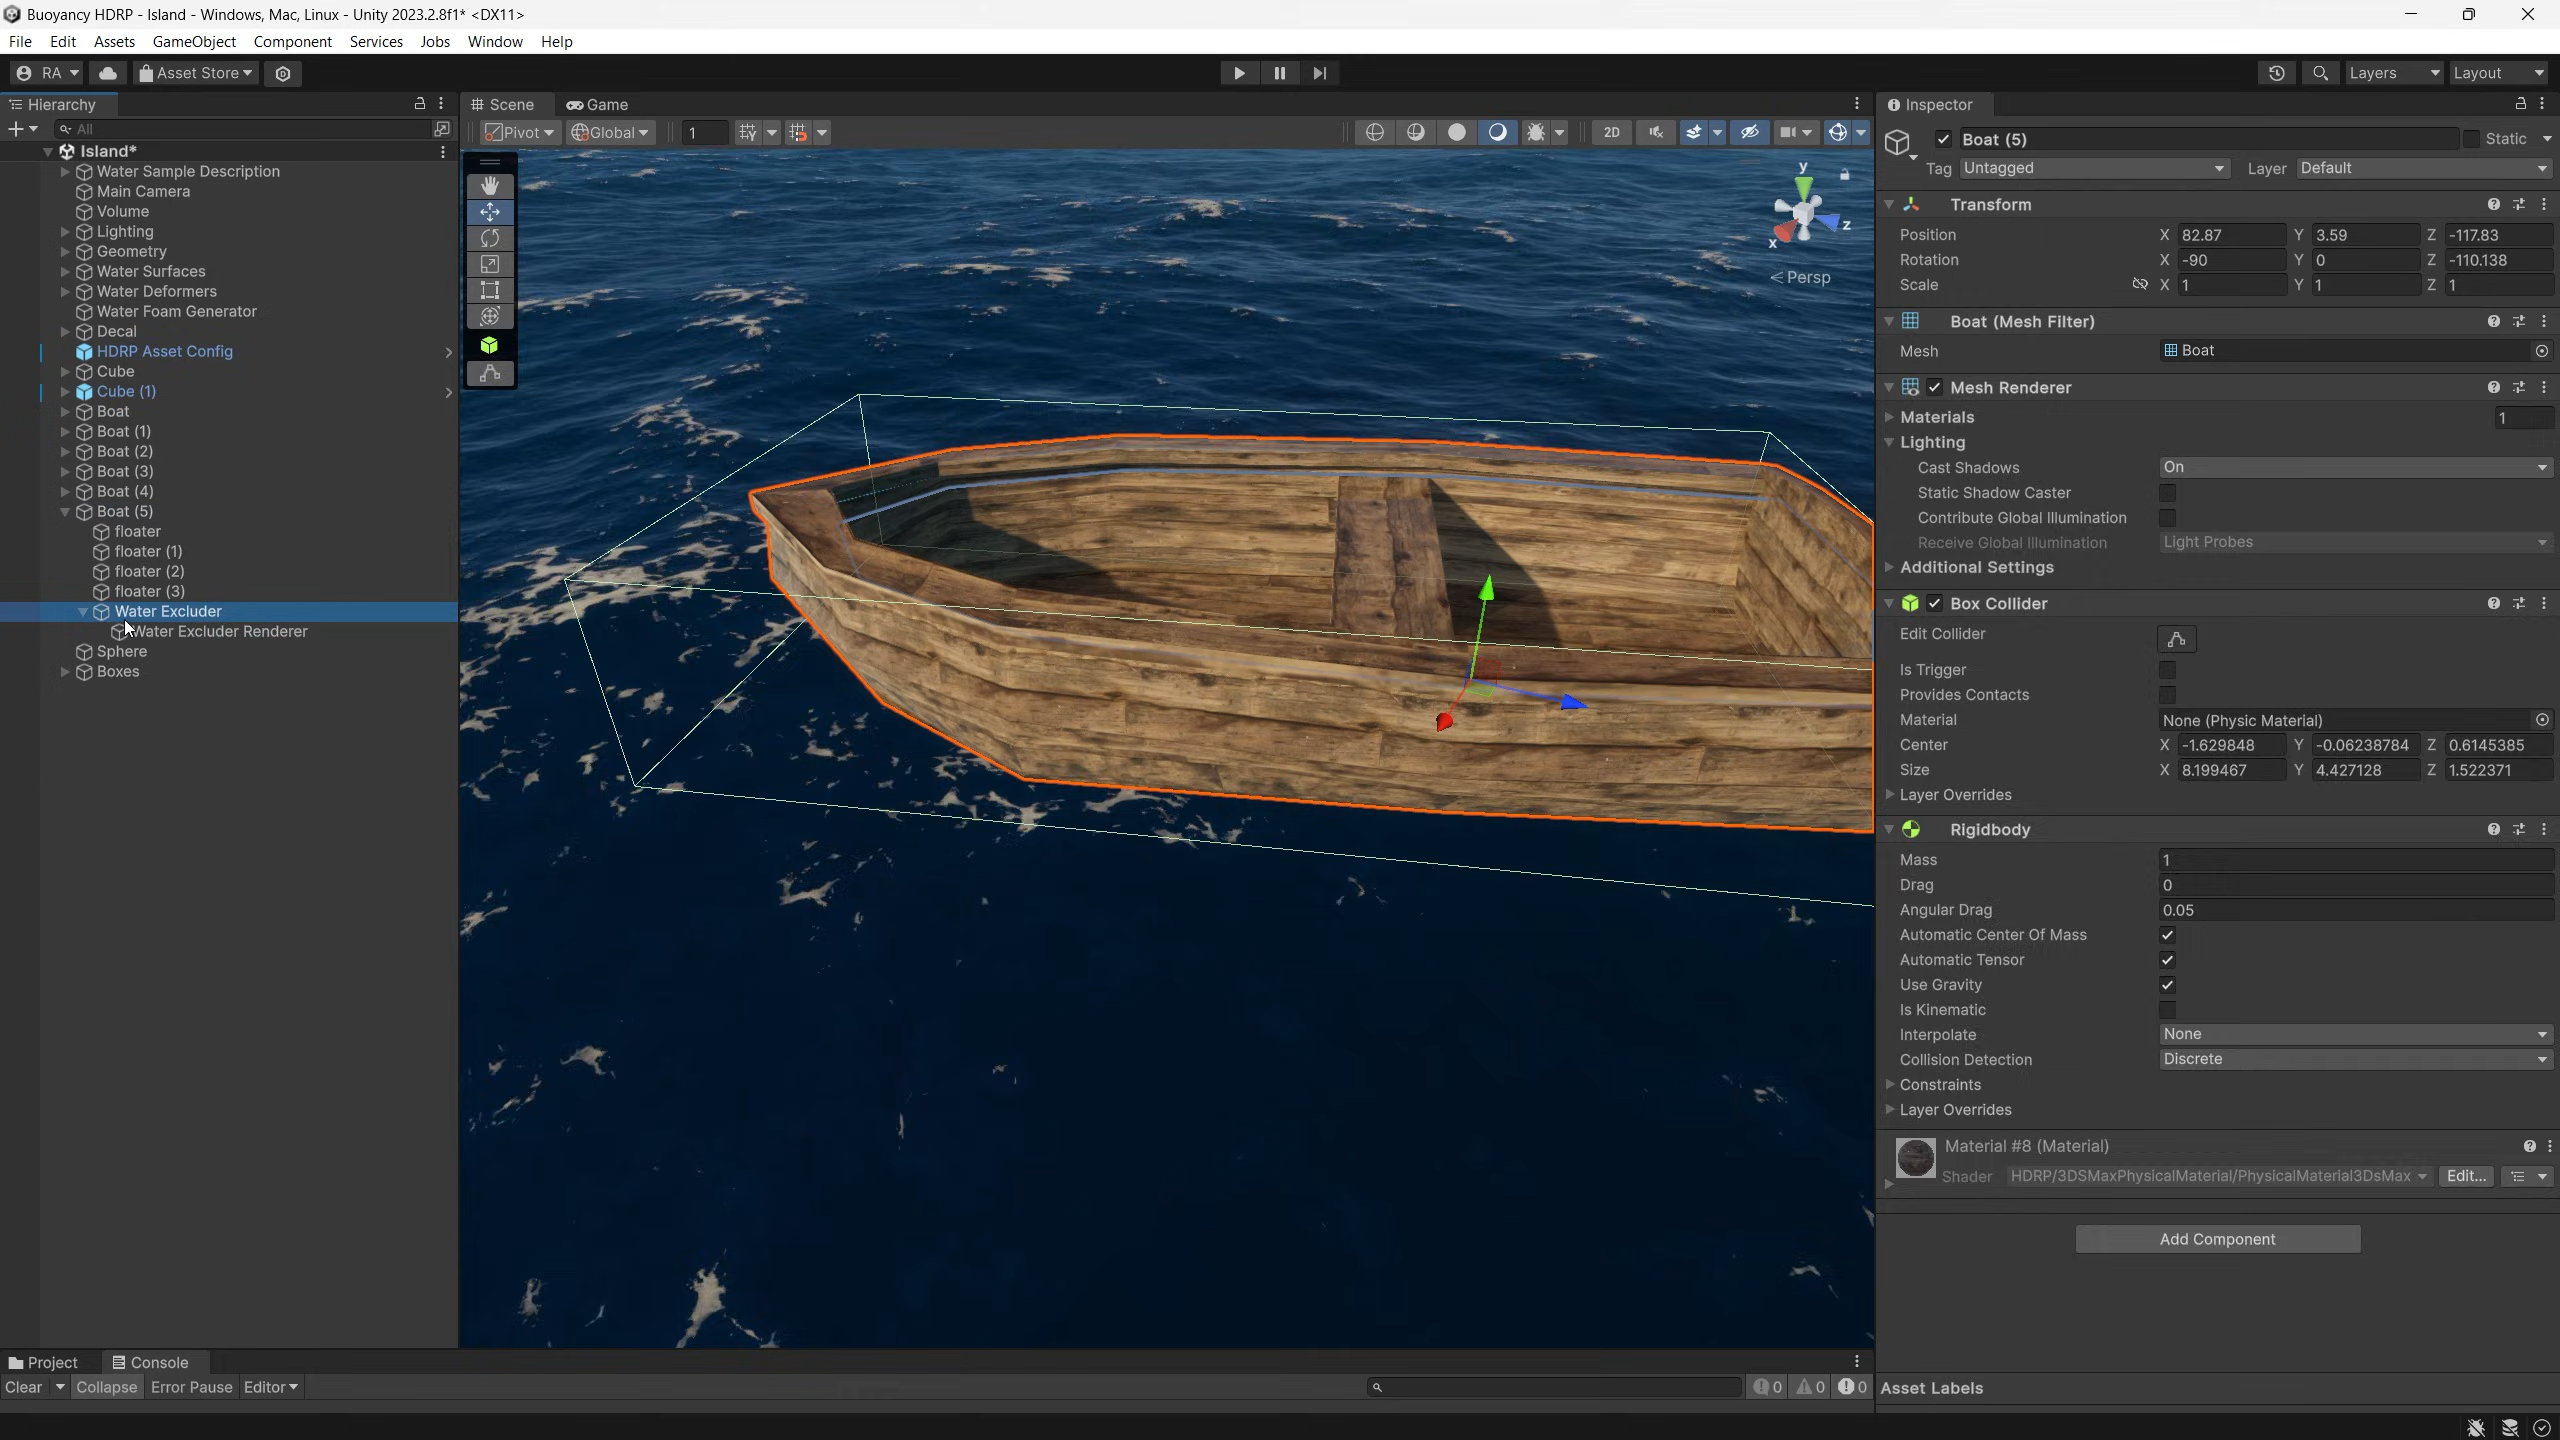 Buoyancy HDRP - Island - Windows, Mac, Linux - Unity 2023.2.8f1* <DX11>
File Edit Assets GameObject Component Services Jobs Window Help
RA Asset Store Layers Layout
Hierarchy
All
Island*
Water Sample Description
Main Camera
Volume
Lighting
Geometry
Water Surfaces
Water Deformers
Water Foam Generator
Decal
HDRP Asset Config
Cube
Cube (1)
Boat
Boat (1)
Boat (2)
Boat (3)
Boat (4)
Boat (5)
floater
floater (1)
floater (2)
floater (3)
Water Excluder
Water Excluder Renderer
Sphere
Boxes
Scene Game
Pivot Global 1 2D
y
z
x
< Persp
Inspector
Boat (5) Static
Tag Untagged Layer Default
Transform
Position X 82.87 Y 3.59 Z -117.83
Rotation X -90 Y 0 Z -110.138
Scale X 1 Y 1 Z 1
Boat (Mesh Filter)
Mesh Boat
Mesh Renderer
Materials 1
Lighting
Cast Shadows On
Static Shadow Caster
Contribute Global Illumination
Receive Global Illumination Light Probes
Additional Settings
Box Collider
Edit Collider
Is Trigger
Provides Contacts
Material None (Physic Material)
Center X -1.629848 Y -0.06238784 Z 0.6145385
Size X 8.199467 Y 4.427128 Z 1.522371
Layer Overrides
Rigidbody
Mass 1
Drag 0
Angular Drag 0.05
Automatic Center Of Mass
Automatic Tensor
Use Gravity
Is Kinematic
Interpolate None
Collision Detection Discrete
Constraints
Layer Overrides
Material #8 (Material)
Shader HDRP/3DSMaxPhysicalMaterial/PhysicalMaterial3DsMax Edit...
Add Component
Asset Labels
Project Console
Clear Collapse Error Pause Editor 0 0 0